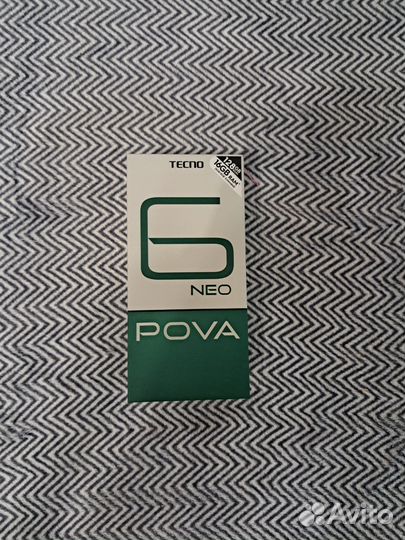 TECNO
128GB
16GB RAM*
6
NEO
POVA
Avito